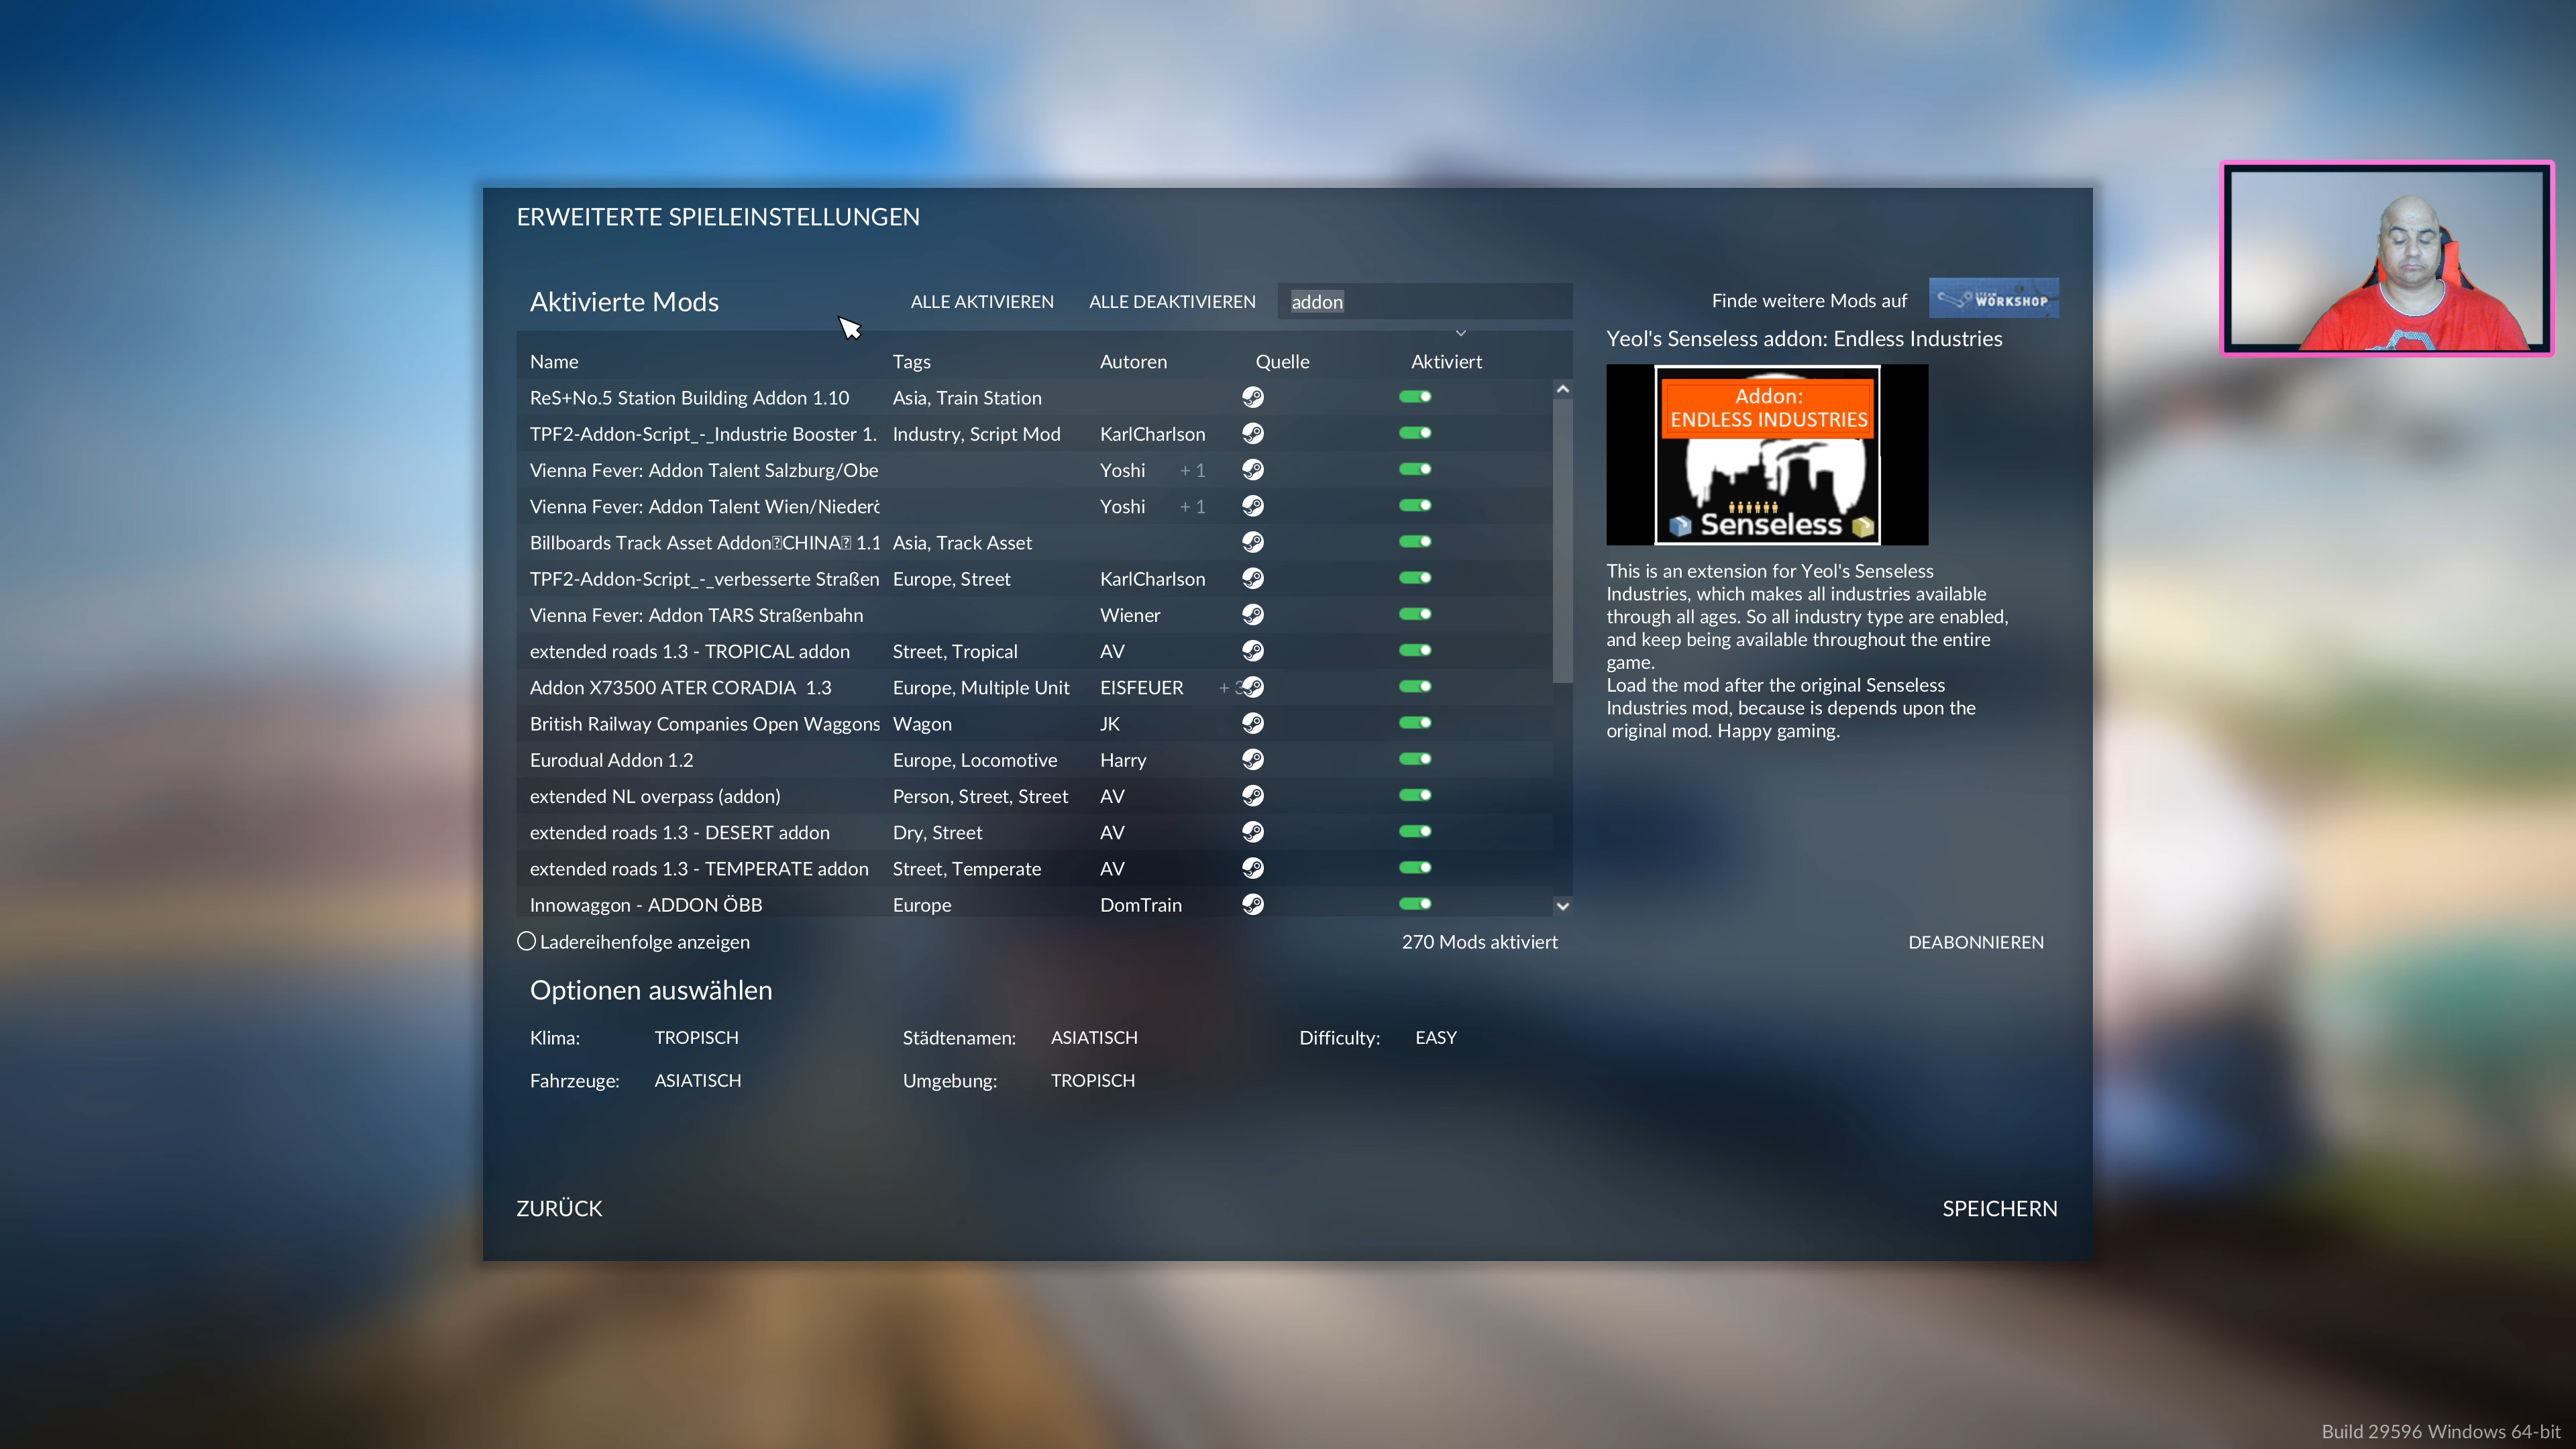 ERWEITERTE SPIELEINSTELLUNGEN
Aktivierte Mods
ALLE AKTIVIEREN
ALLE DEAKTIVIEREN
addon
Finde weitere Mods auf
STEAM WORKSHOP
Name Tags Autoren Quelle Aktiviert
ReS+No.5 Station Building Addon 1.10 Asia, Train Station
TPF2-Addon-Script_-_Industrie Booster 1. Industry, Script Mod KarlCharlson
Vienna Fever: Addon Talent Salzburg/Obe Yoshi + 1
Vienna Fever: Addon Talent Wien/Niederö Yoshi + 1
Billboards Track Asset Addon CHINA 1.1 Asia, Track Asset
TPF2-Addon-Script_-_verbesserte Straßen Europe, Street KarlCharlson
Vienna Fever: Addon TARS Straßenbahn Wiener
extended roads 1.3 - TROPICAL addon Street, Tropical AV
Addon X73500 ATER CORADIA 1.3 Europe, Multiple Unit EISFEUER + 3
British Railway Companies Open Waggons Wagon JK
Eurodual Addon 1.2 Europe, Locomotive Harry
extended NL overpass (addon) Person, Street, Street AV
extended roads 1.3 - DESERT addon Dry, Street AV
extended roads 1.3 - TEMPERATE addon Street, Temperate AV
Innowaggon - ADDON ÖBB Europe DomTrain
Ladereihenfolge anzeigen
270 Mods aktiviert
Yeol's Senseless addon: Endless Industries
Addon:
ENDLESS INDUSTRIES
Senseless
This is an extension for Yeol's Senseless
Industries, which makes all industries available
through all ages. So all industry type are enabled,
and keep being available throughout the entire
game.
Load the mod after the original Senseless
Industries mod, because is depends upon the
original mod. Happy gaming.
DEABONNIEREN
Optionen auswählen
Klima: TROPISCH Städtenamen: ASIATISCH Difficulty: EASY
Fahrzeuge: ASIATISCH Umgebung: TROPISCH
ZURÜCK
SPEICHERN
Build 29596 Windows 64-bit